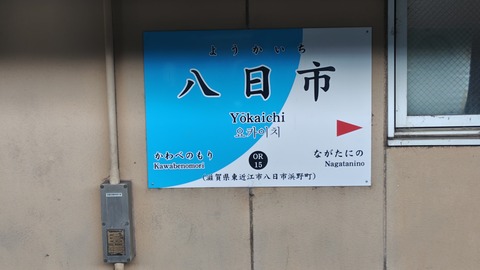 ようかいち
八日市
Yōkaichi
요카이치
かわべのもり
Kawabenomori
OR
15
ながたにの
Nagatanino
(滋賀県東近江市八日市浜野町)